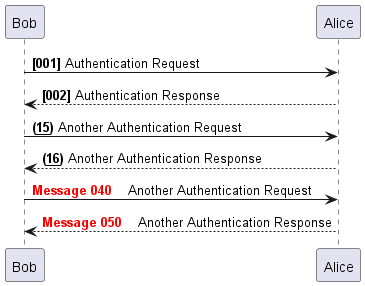 Bob Alice
[001] Authentication Request
[002] Authentication Response
(15) Another Authentication Request
(16) Another Authentication Response
Message 040 Another Authentication Request
Message 050 Another Authentication Response
Bob Alice